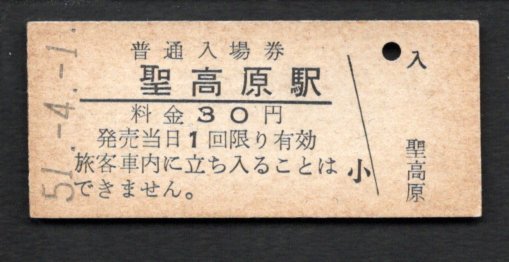 51.-4.-1.
普通入場券
聖高原駅
料金30円
発売当日1回限り有効
旅客車内に立ち入ることは
できません。
小
入
聖高原